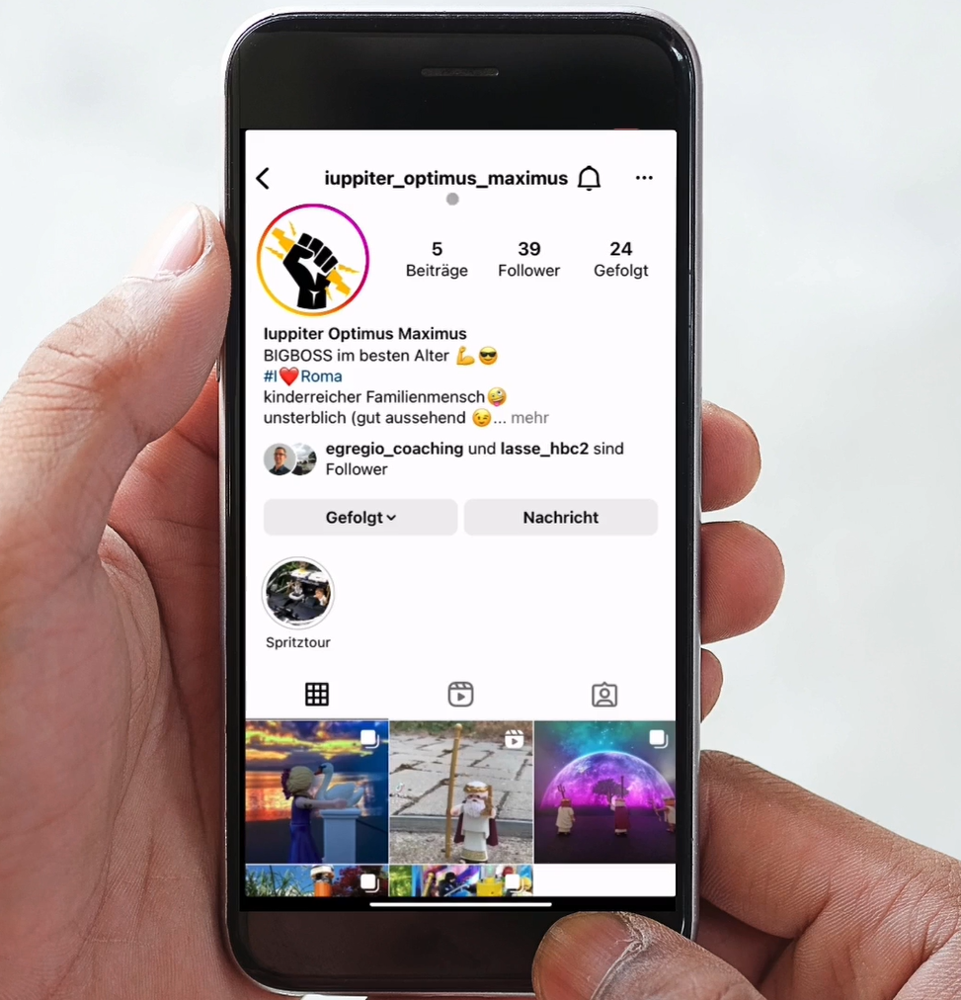 iuppiter_optimus_maximus
5 39 24
Beiträge Follower Gefolgt
Iuppiter Optimus Maximus
BIGBOSS im besten Alter 💪😎
#I❤️Roma
kinderreicher Familienmensch🤪
unsterblich (gut aussehend 😉... mehr
egregio_coaching und lasse_hbc2 sind
Follower
Gefolgt Nachricht
Spritztour